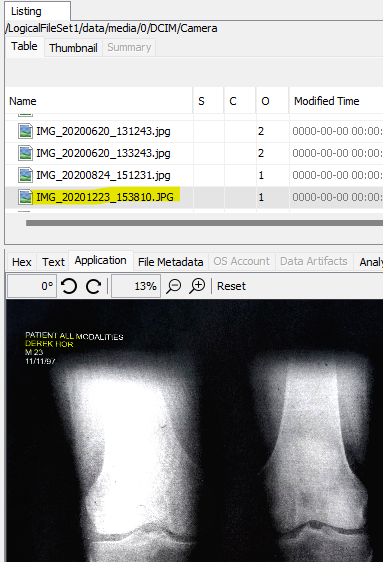 Listing
/LogicalFileSet1/data/media/0/DCIM/Camera
Table Thumbnail Summary
Name S C O Modified Time
IMG_20200620_131243.jpg 2 0000-00-00 00:00:
IMG_20200620_133243.jpg 2 0000-00-00 00:00:
IMG_20200824_151231.jpg 1 0000-00-00 00:00:
IMG_20201223_153810.JPG 1 0000-00-00 00:00:
Hex Text Application File Metadata OS Account Data Artifacts Analy
0° 13% Reset
PATIENT ALL MODALITIES
DEREK HOR
M 23
11/11/97